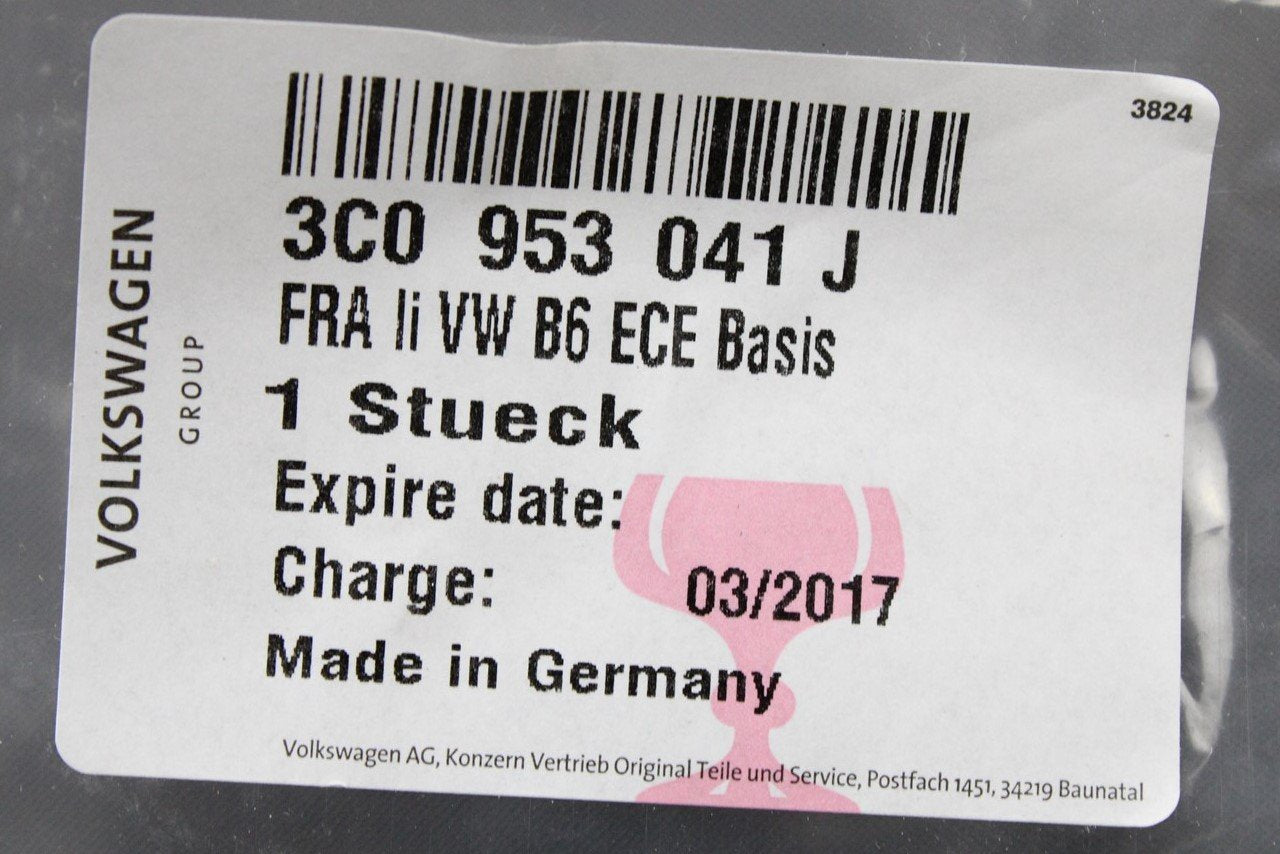 3824
VOLKSWAGEN
GROUP
3C0 953 041 J
FRA li VW B6 ECE Basis
1 Stueck
Expire date:
Charge: 03/2017
Made in Germany
Volkswagen AG, Konzern Vertrieb Original Teile und Service, Postfach 1451, 34219 Baunatal